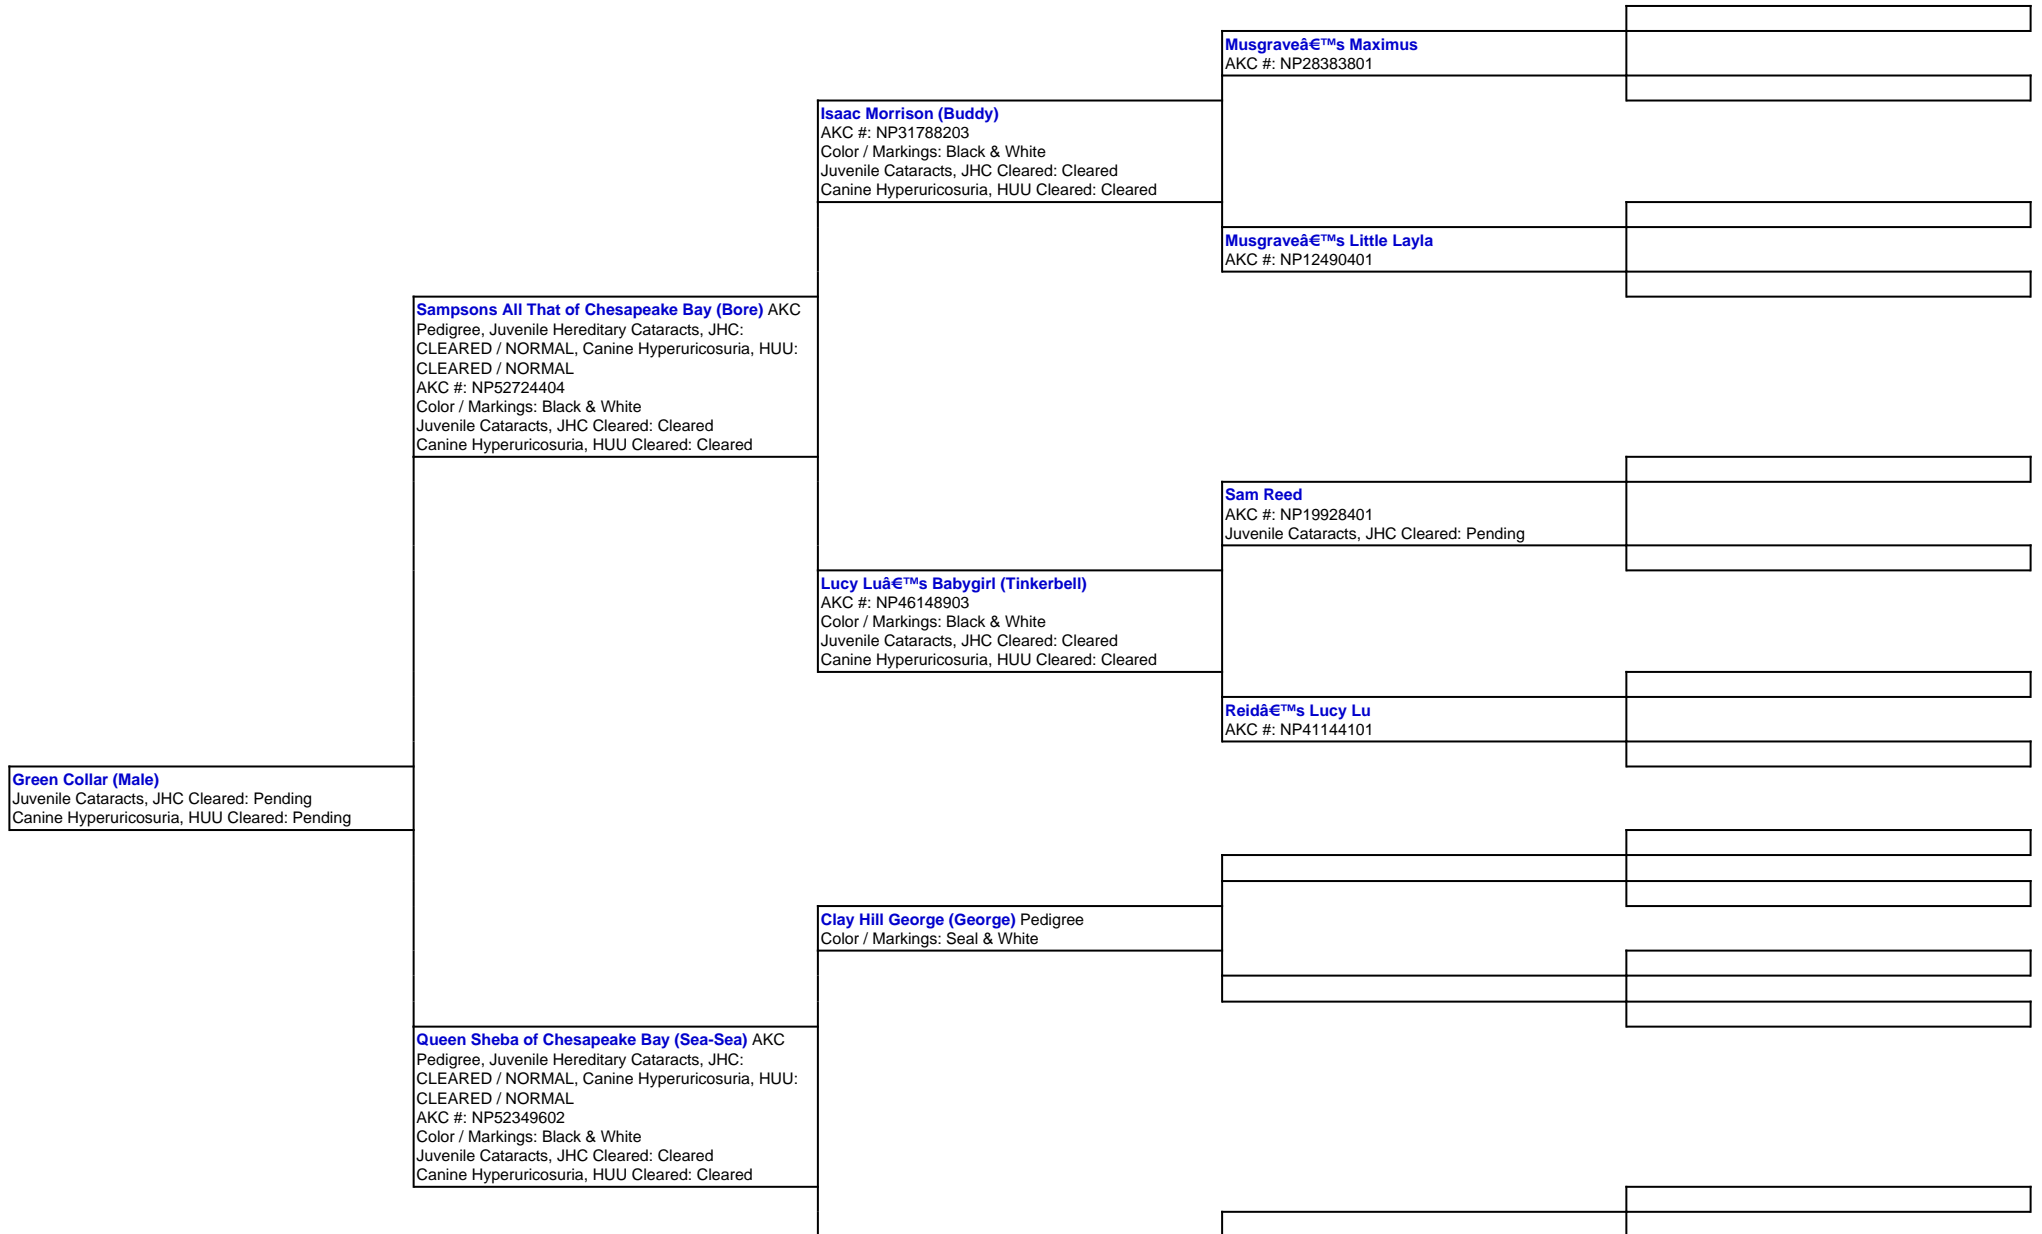 Musgraveâ€™s Maximus
AKC #: NP28383801
Isaac Morrison (Buddy)
AKC #: NP31788203
Color / Markings: Black & White
Juvenile Cataracts, JHC Cleared: Cleared
Canine Hyperuricosuria, HUU Cleared: Cleared
Musgraveâ€™s Little Layla
AKC #: NP12490401
Sampsons All That of Chesapeake Bay (Bore) AKC
Pedigree, Juvenile Hereditary Cataracts, JHC:
CLEARED / NORMAL, Canine Hyperuricosuria, HUU:
CLEARED / NORMAL
AKC #: NP52724404
Color / Markings: Black & White
Juvenile Cataracts, JHC Cleared: Cleared
Canine Hyperuricosuria, HUU Cleared: Cleared
Sam Reed
AKC #: NP19928401
Juvenile Cataracts, JHC Cleared: Pending
Lucy Luâ€™s Babygirl (Tinkerbell)
AKC #: NP46148903
Color / Markings: Black & White
Juvenile Cataracts, JHC Cleared: Cleared
Canine Hyperuricosuria, HUU Cleared: Cleared
Reidâ€™s Lucy Lu
AKC #: NP41144101
Green Collar (Male)
Juvenile Cataracts, JHC Cleared: Pending
Canine Hyperuricosuria, HUU Cleared: Pending
Clay Hill George (George) Pedigree
Color / Markings: Seal & White
Queen Sheba of Chesapeake Bay (Sea-Sea) AKC
Pedigree, Juvenile Hereditary Cataracts, JHC:
CLEARED / NORMAL, Canine Hyperuricosuria, HUU:
CLEARED / NORMAL
AKC #: NP52349602
Color / Markings: Black & White
Juvenile Cataracts, JHC Cleared: Cleared
Canine Hyperuricosuria, HUU Cleared: Cleared